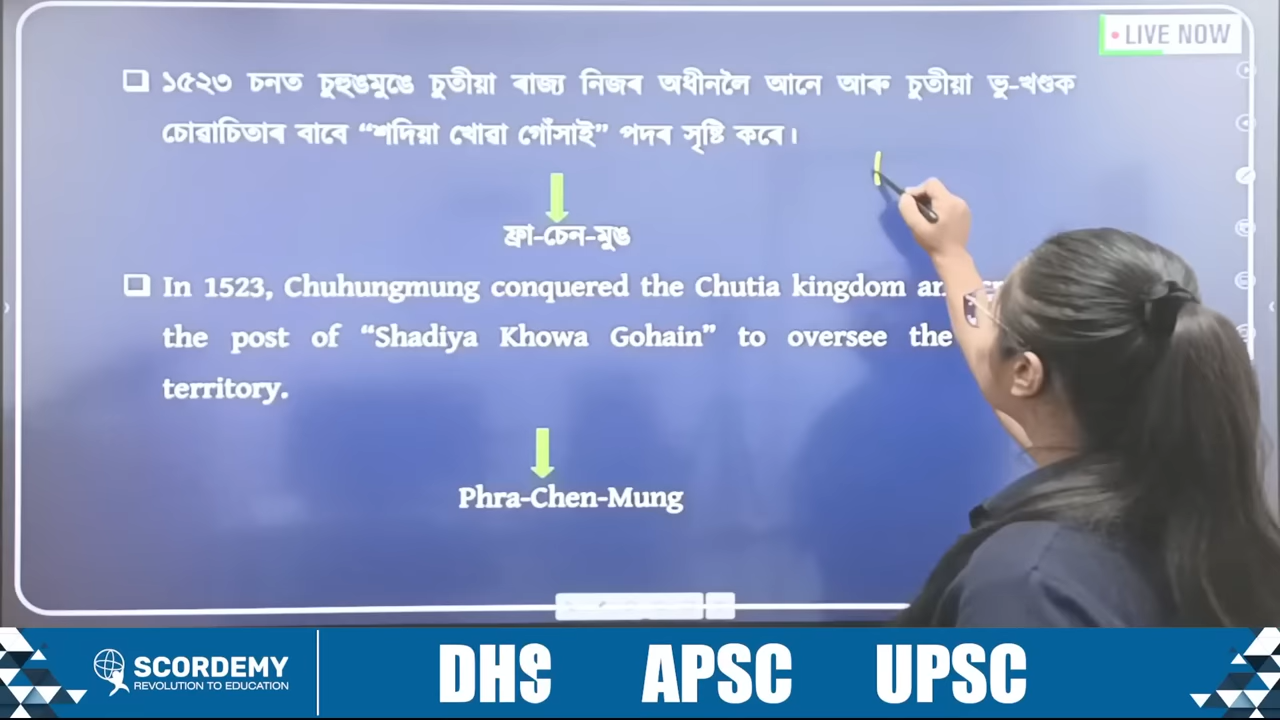 LIVE NOW
১৫২৩ চনত চুহুঙমুঙে চুতীয়া ৰাজ্য নিজৰ অধীনলৈ আনে আৰু চুতীয়া ভু-খণ্ডক
চোৱাচিতাৰ বাবে “শদিয়া খোৱা গোঁসাই” পদৰ সৃষ্টি কৰে।
ফ্ৰা-চেন-মুঙ
In 1523, Chuhungmung conquered the Chutia kingdom
the post of “Shadiya Khowa Gohain” to oversee the
territory.
Phra-Chen-Mung
SCORDEMY
REVOLUTION TO EDUCATION
DHS APSC UPSC